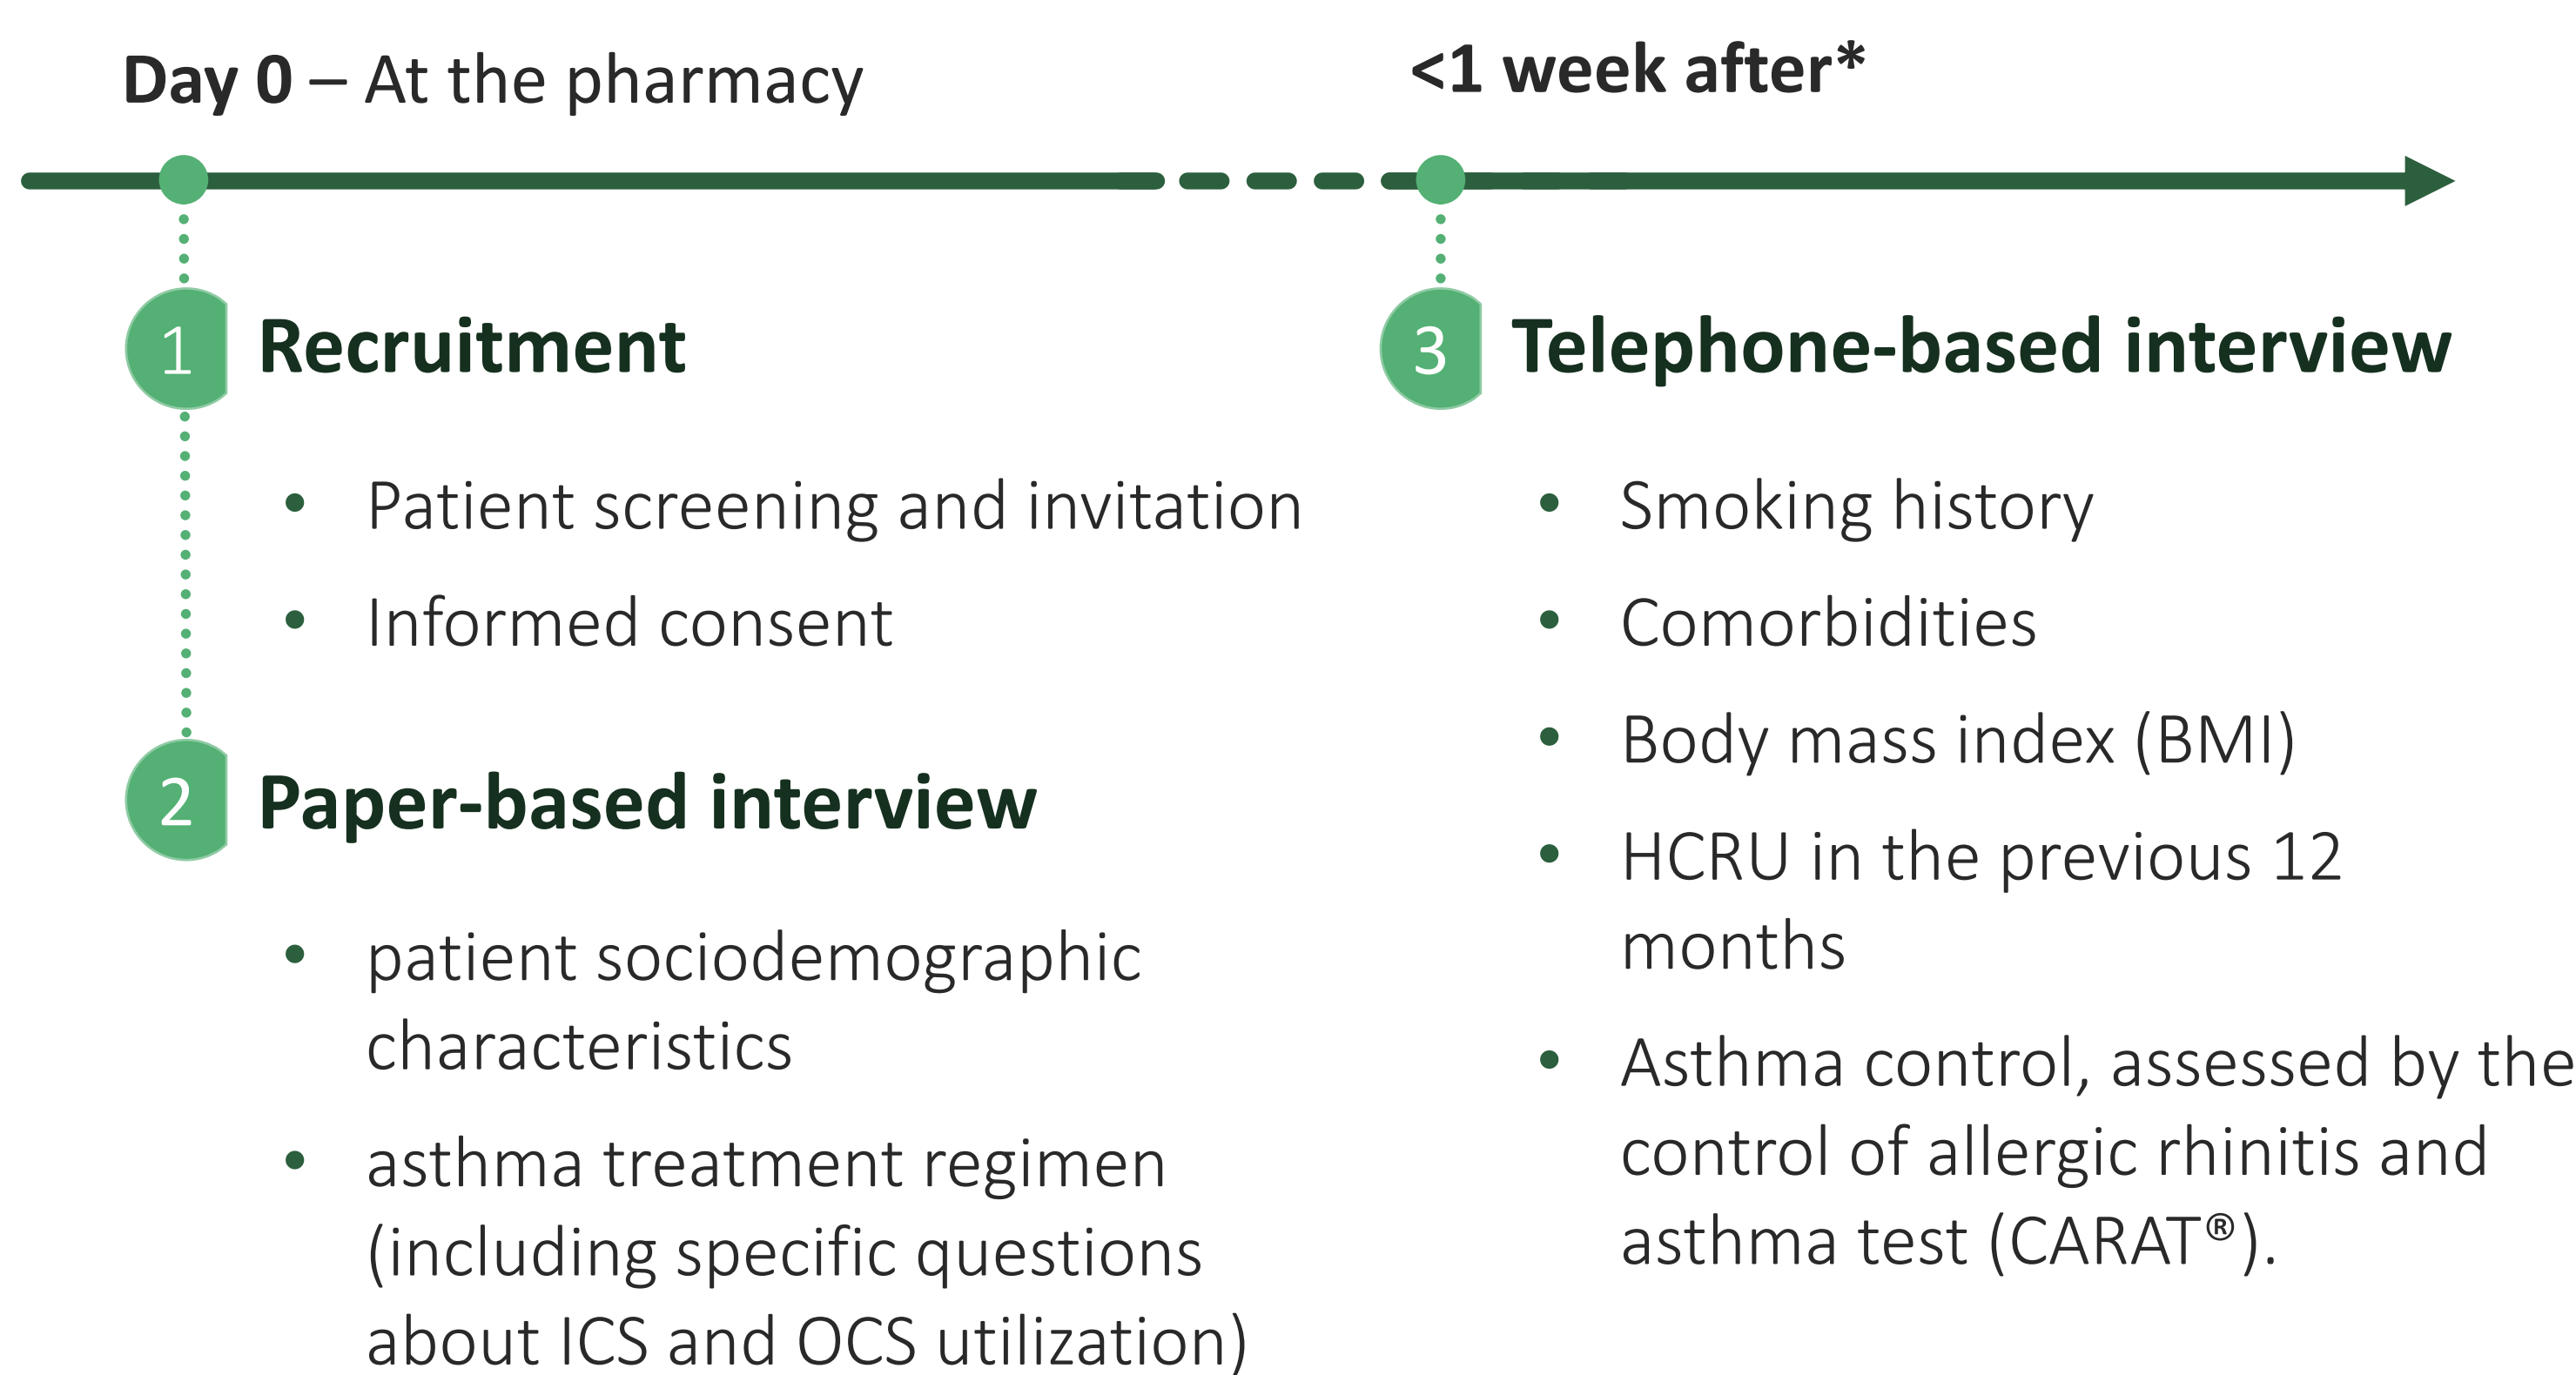 Day 0 – At the pharmacy
1 Recruitment
• Patient screening and invitation
• Informed consent
2 Paper-based interview
• patient sociodemographic
characteristics
• asthma treatment regimen
(including specific questions
about ICS and OCS utilization)
<1 week after*
3 Telephone-based interview
• Smoking history
• Comorbidities
• Body mass index (BMI)
• HCRU in the previous 12
months
• Asthma control, assessed by the
control of allergic rhinitis and
asthma test (CARAT®).